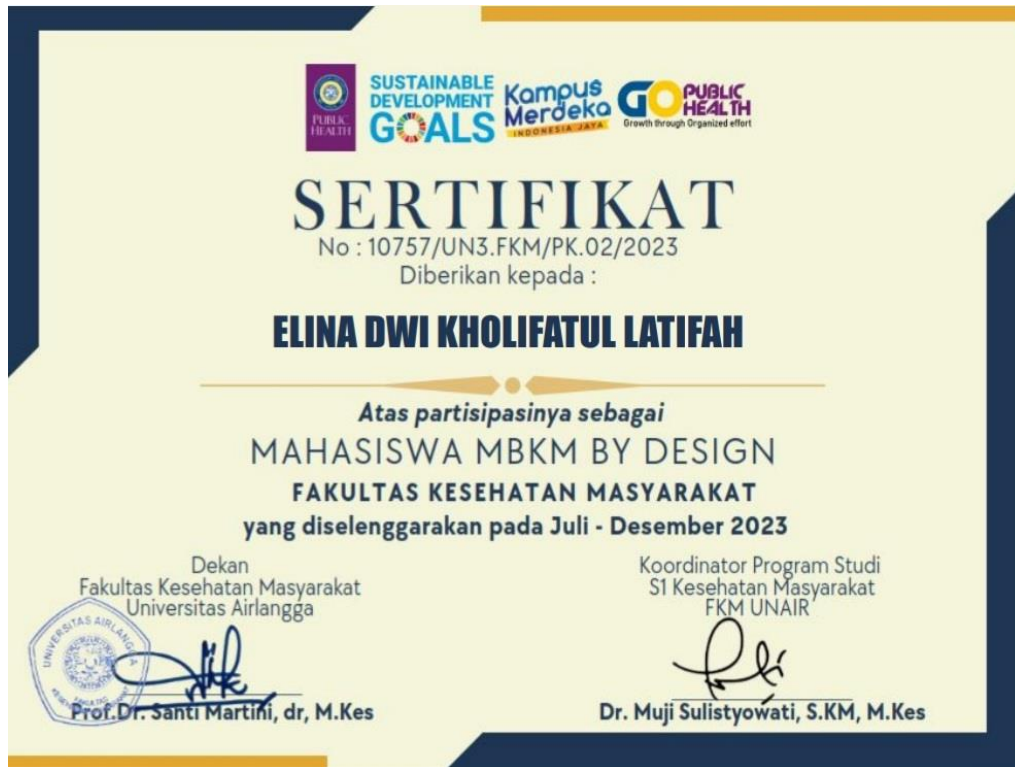 PUBLIC
HEALTH
SUSTAINABLE
DEVELOPMENT
GOALS
Kampus
Merdeka
INDONESIA JAYA
GO PUBLIC
HEALTH
Growth through Organized effort
SERTIFIKAT
No : 10757/UN3.FKM/PK.02/2023
Diberikan kepada :
ELINA DWI KHOLIFATUL LATIFAH
Atas partisipasinya sebagai
MAHASISWA MBKM BY DESIGN
FAKULTAS KESEHATAN MASYARAKAT
yang diselenggarakan pada Juli - Desember 2023
Dekan
Fakultas Kesehatan Masyarakat
Universitas Airlangga
UNIVERSITAS AIRLANGGA
FAKULTAS
Prof.Dr. Santi Martini, dr, M.Kes
Koordinator Program Studi
S1 Kesehatan Masyarakat
FKM UNAIR
Dr. Muji Sulistyowati, S.KM, M.Kes